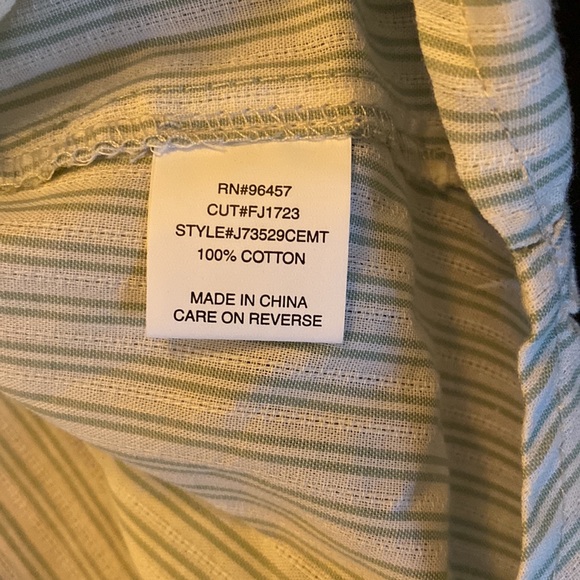 RN#96457
CUT#FJ1723
STYLE#J73529CEMT
100% COTTON
MADE IN CHINA
CARE ON REVERSE